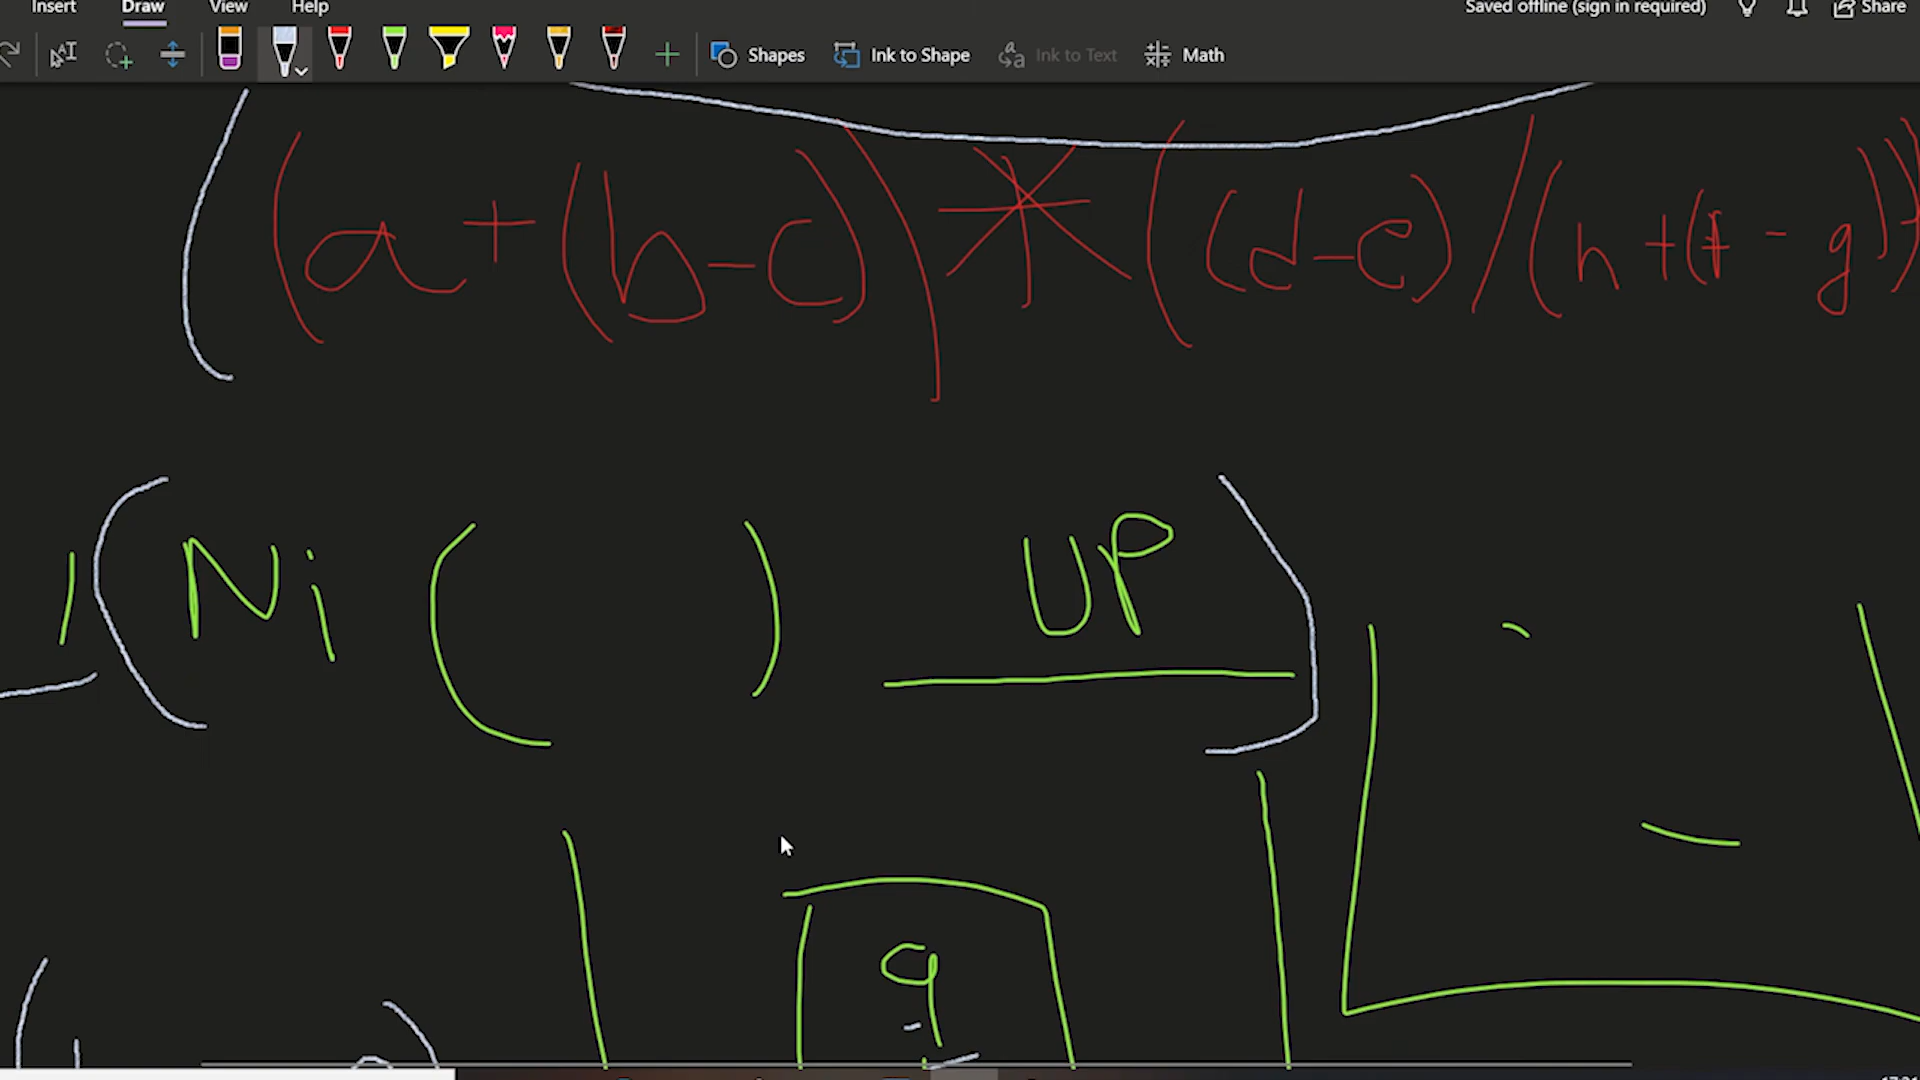 Insert Draw View Help Saved offline (sign in required) Share
Shapes Ink to Shape Ink to Text Math
( (a+(b-c)) * ((d-e)/(h+(f-g))
1 (Ni ( ) UP)
9